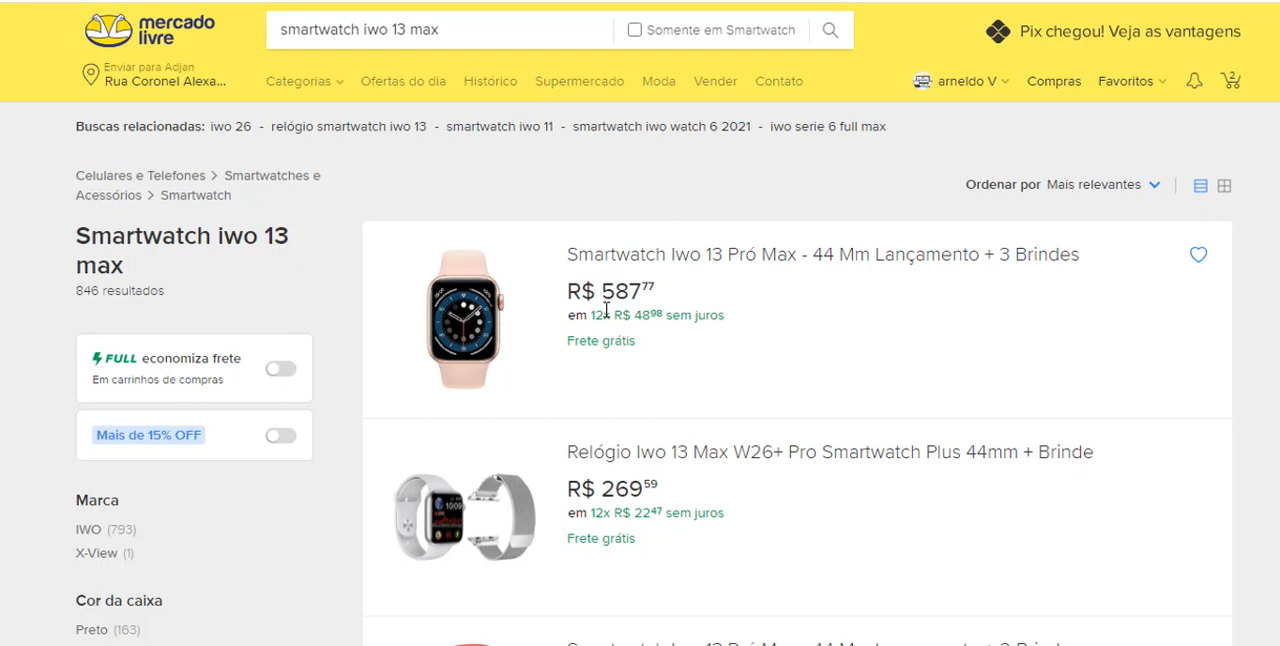 mercado
livre
smartwatch iwo 13 max
Somente em Smartwatch
Pix chegou! Veja as vantagens
Enviar para Adjan
Rua Coronel Alexa...
Categorias
Ofertas do dia
Histórico
Supermercado
Moda
Vender
Contato
arneldo V
Compras
Favoritos
2
Buscas relacionadas: iwo 26 - relógio smartwatch iwo 13 - smartwatch iwo 11 - smartwatch iwo watch 6 2021 - iwo serie 6 full max
Celulares e Telefones > Smartwatches e
Acessórios > Smartwatch
Ordenar por Mais relevantes
Smartwatch iwo 13
max
846 resultados
FULL economiza frete
Em carrinhos de compras
Mais de 15% OFF
Marca
IWO (793)
X-View (1)
Cor da caixa
Preto (163)
Smartwatch Iwo 13 Pró Max - 44 Mm Lançamento + 3 Brindes
R$ 587⁷⁷
em 12x R$ 48⁹⁸ sem juros
Frete grátis
Relógio Iwo 13 Max W26+ Pro Smartwatch Plus 44mm + Brinde
R$ 269⁵⁹
em 12x R$ 22⁴⁷ sem juros
Frete grátis